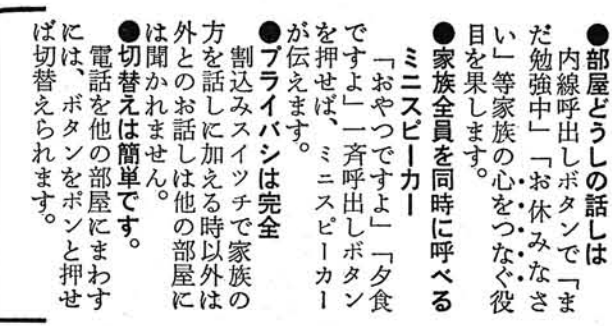 ●部屋どうしの話しは
内線呼出しボタンで「ま
だ勉強中」「お休みなさ
い」等家族の心をつなぐ役
目を果します。
●家族全員を同時に呼べる
ミニスピーカー
「おやつですよ」「夕食
ですよ」一斉呼出しボタン
を押せば、ミニスピーカー
が伝えます。
●プライバシは完全
割込みスイッチで家族の
方を話しに加える時以外は
外とのお話しは他の部屋に
は聞かれません。
●切替えは簡単です。
電話を他の部屋にまわす
には、ボタンをポンと押せ
ば切替えられます。